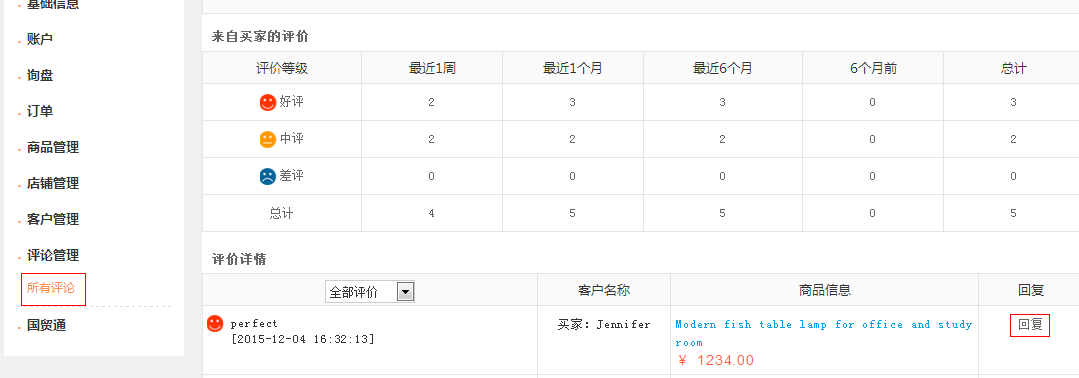 基础信息
账户
询盘
订单
商品管理
店铺管理
客户管理
评论管理
所有评论
国贸通
来自买家的评价
评价等级 最近1周 最近1个月 最近6个月 6个月前 总计
好评 2 3 3 0 3
中评 2 2 2 0 2
差评 0 0 0 0 0
总计 4 5 5 0 5
评价详情
全部评价 客户名称 商品信息 回复
perfect 买家：Jennifer Modern fish table lamp for office and study 回复
[2015-12-04 16:32:13] room
¥ 1234.00